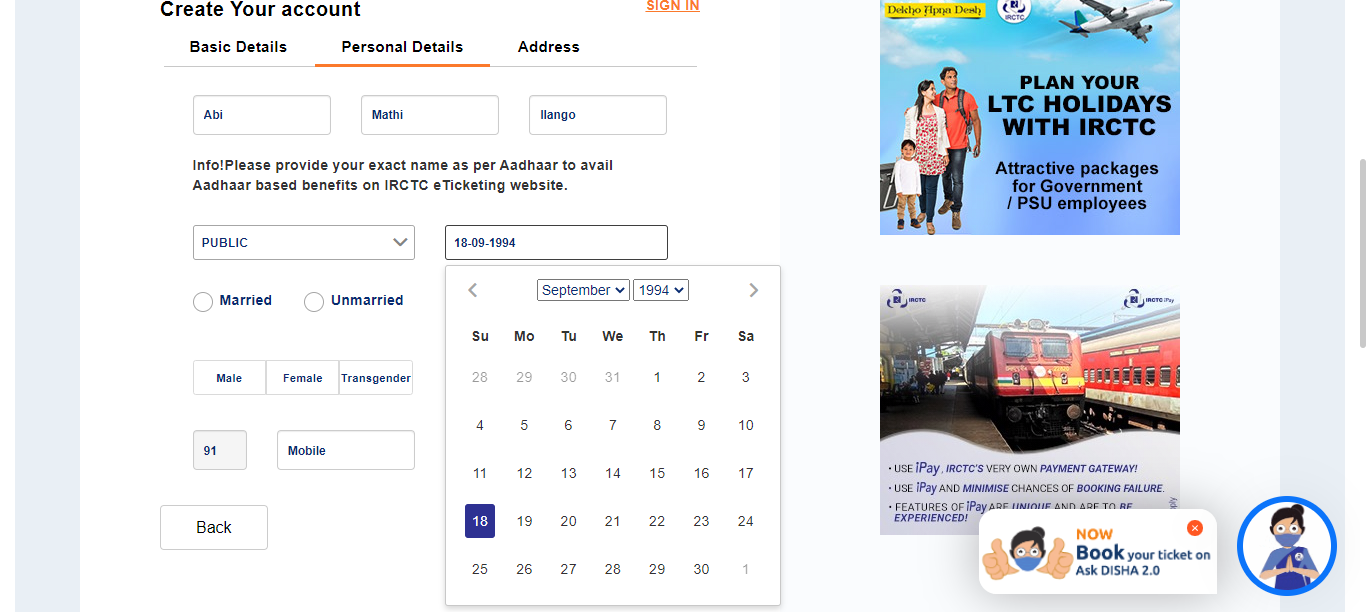 Create Your account
SIGN IN
Basic Details
Personal Details
Address
Abi
Mathi
Ilango
Info!Please provide your exact name as per Aadhaar to avail
Aadhaar based benefits on IRCTC eTicketing website.
PUBLIC
18-09-1994
Married
Unmarried
Male
Female
Transgender
91
Mobile
Back
September 1994
Su Mo Tu We Th Fr Sa
28 29 30 31 1 2 3
4 5 6 7 8 9 10
11 12 13 14 15 16 17
18 19 20 21 22 23 24
25 26 27 28 29 30 1
Dekho Apna Desh
IRCTC
PLAN YOUR
LTC HOLIDAYS
WITH IRCTC
Attractive packages
for Government
/ PSU employees
IRCTC
IRCTC iPay
• USE iPay, IRCTC'S VERY OWN PAYMENT GATEWAY!
• USE iPay AND MINIMISE CHANCES OF BOOKING FAILURE.
• FEATURES OF iPay ARE UNIQUE AND ARE TO BE
EXPERIENCED!
NOW
Book your ticket on
Ask DISHA 2.0